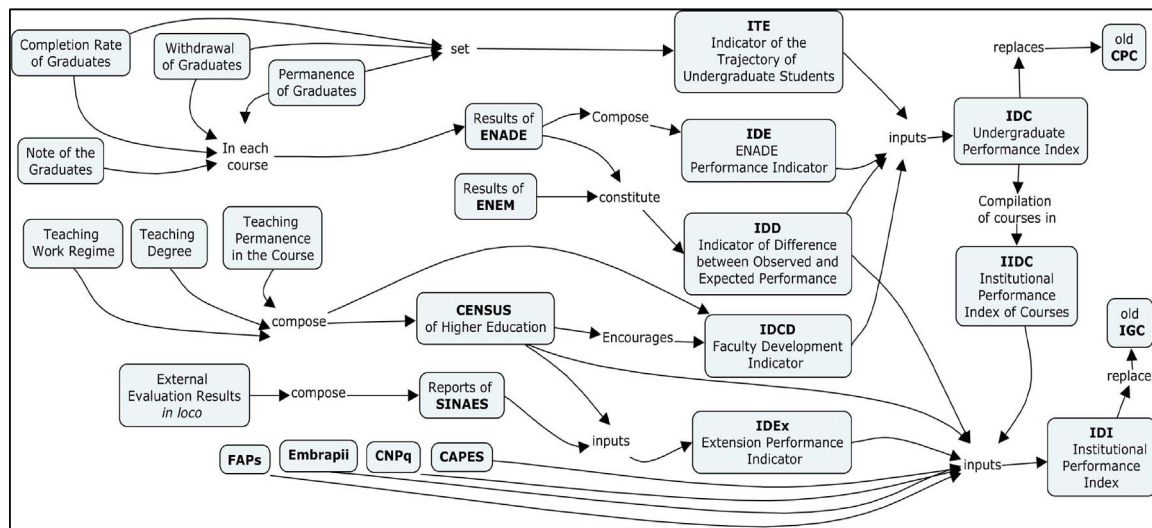 Completion Rate
of Graduates
Withdrawal
of Graduates
Permanence
of Graduates
set
ITE
Indicator of the
Trajectory of
Undergraduate Students
replaces
old
CPC
Note of the
Graduates
In each
course
Results of
ENADE
Compose
IDE
ENADE
Performance Indicator
inputs
IDC
Undergraduate
Performance Index
Results of
ENEM
constitute
Compilation
of courses in
Teaching
Work Regime
Teaching
Degree
Teaching
Permanence
in the Course
IDD
Indicator of Difference
between Observed and
Expected Performance
IIDC
Institutional
Performance
Index of Courses
compose
CENSUS
of Higher Education
Encourages
IDCD
Faculty Development
Indicator
old
IGC
replace
External
Evaluation Results
in loco
compose
Reports of
SINAES
inputs
IDEx
Extension Performance
Indicator
FAPs
Embrapii
CNPq
CAPES
inputs
IDI
Institutional
Performance
Index